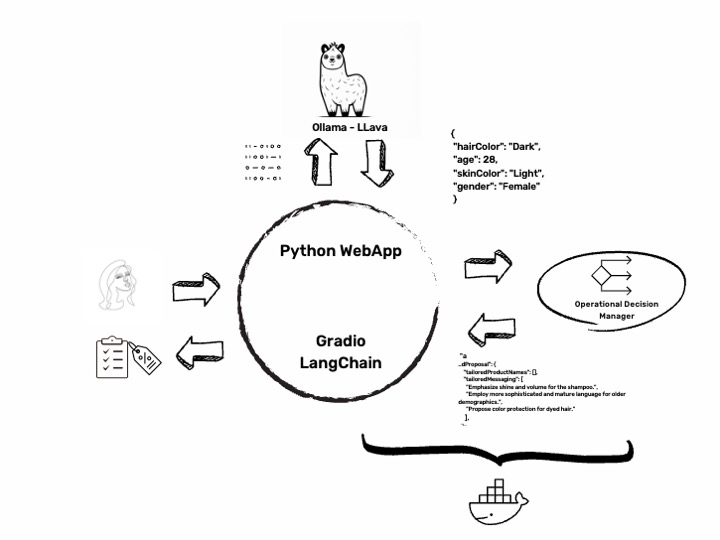 Ollama - LLava
{
"hairColor": "Dark",
"age": 28,
"skinColor": "Light",
"gender": "Female"
}
Python WebApp
Gradio
LangChain
Operational Decision
Manager
"a
..dProposal": {
"tailoredProductNames": [],
"tailoredMessaging": [
"Emphasize shine and volume for the shampoo.",
"Employ more sophisticated and mature language for older
demographics.",
"Propose color protection for dyed hair."
],